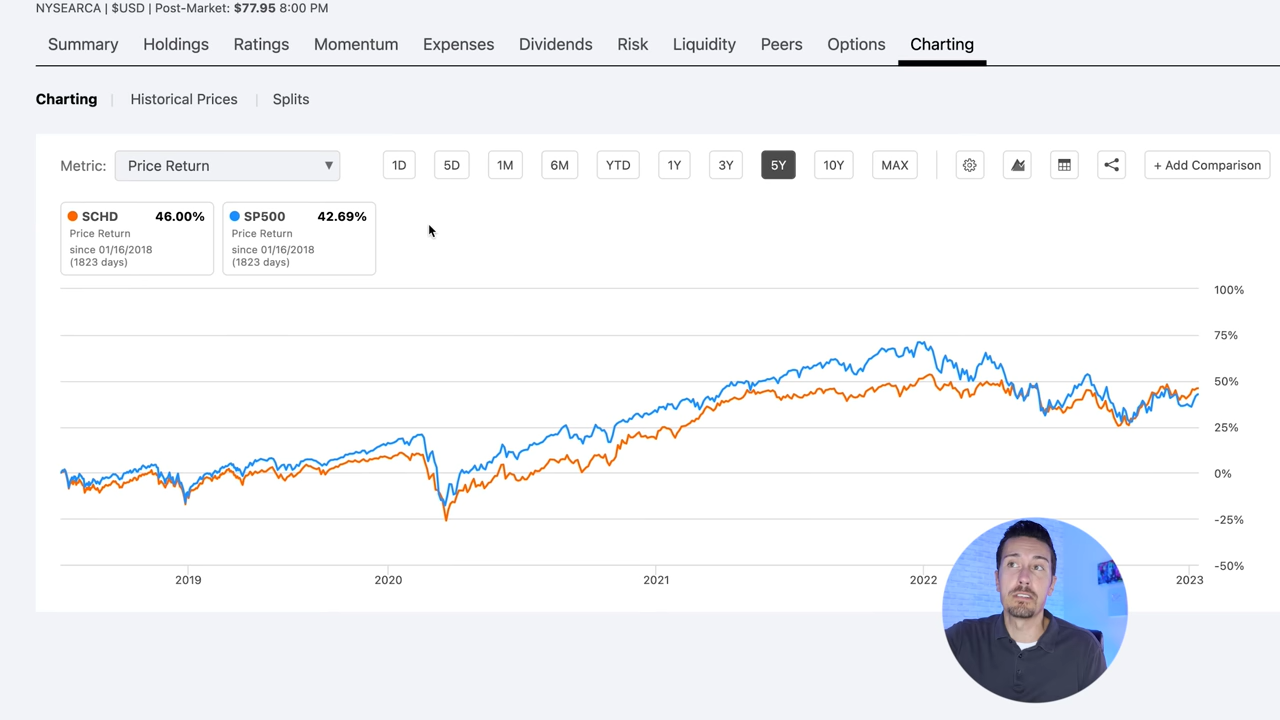 NYSEARCA | $USD | Post-Market: $77.95 8:00 PM
Summary Holdings Ratings Momentum Expenses Dividends Risk Liquidity Peers Options Charting
Charting | Historical Prices | Splits
Metric: Price Return ▼ 1D 5D 1M 6M YTD 1Y 3Y 5Y 10Y MAX + Add Comparison
SCHD 46.00% SP500 42.69%
Price Return Price Return
since 01/16/2018 since 01/16/2018
(1823 days) (1823 days)
100%
75%
50%
25%
0%
-25%
-50%
2019 2020 2021 2022 2023